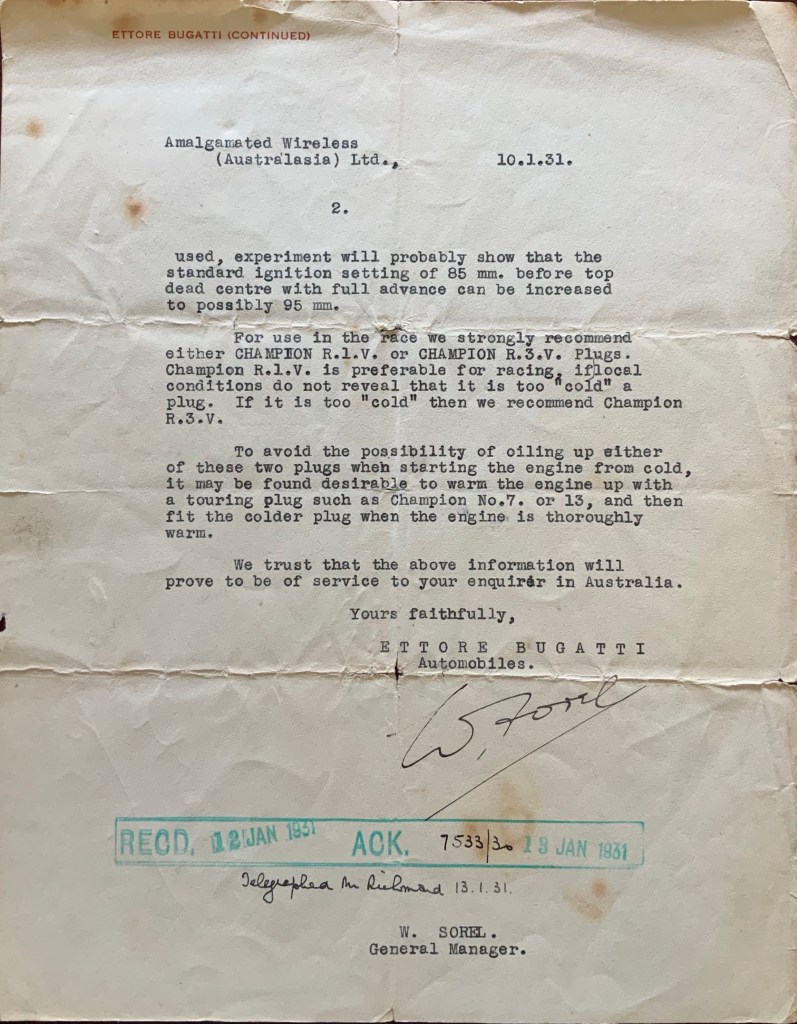 ETTORE BUGATTI (CONTINUED)
Amalgamated Wireless
(Australasia) Ltd.,
10.1.31.
2.
used, experiment will probably show that the
standard ignition setting of 85 mm. before top
dead centre with full advance can be increased
to possibly 95 mm.
For use in the race we strongly recommend
either CHAMPION R.1.V. or CHAMPION R.3.V. Plugs.
Champion R.1.V. is preferable for racing, if local
conditions do not reveal that it is too "cold" a
plug. If it is too "cold" then we recommend Champion
R.3.V.
To avoid the possibility of oiling up either
of these two plugs when starting the engine from cold,
it may be found desirable to warm the engine up with
a touring plug such as Champion No.7. or 13, and then
fit the colder plug when the engine is thoroughly
warm.
We trust that the above information will
prove to be of service to your enquirer in Australia.
Yours faithfully,
ETTORE BUGATTI
Automobiles.
W. Sorel
RECD. 12 JAN 1931 ACK. 7533/30 13 JAN 1931
Telegraphed Mr Richmond 13.1.31.
W. SOREL.
General Manager.